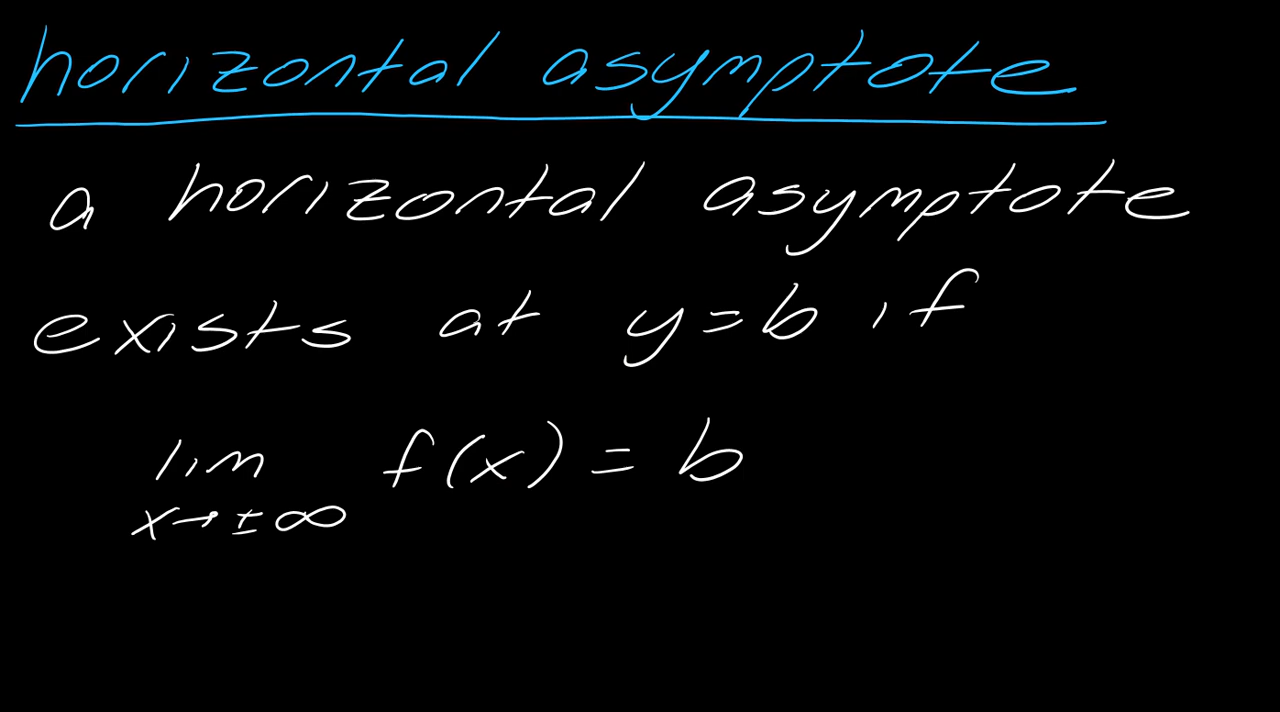 horizontal asymptote
a horizontal asymptote
exists at y=b if
lim f(x) = b
x→±∞